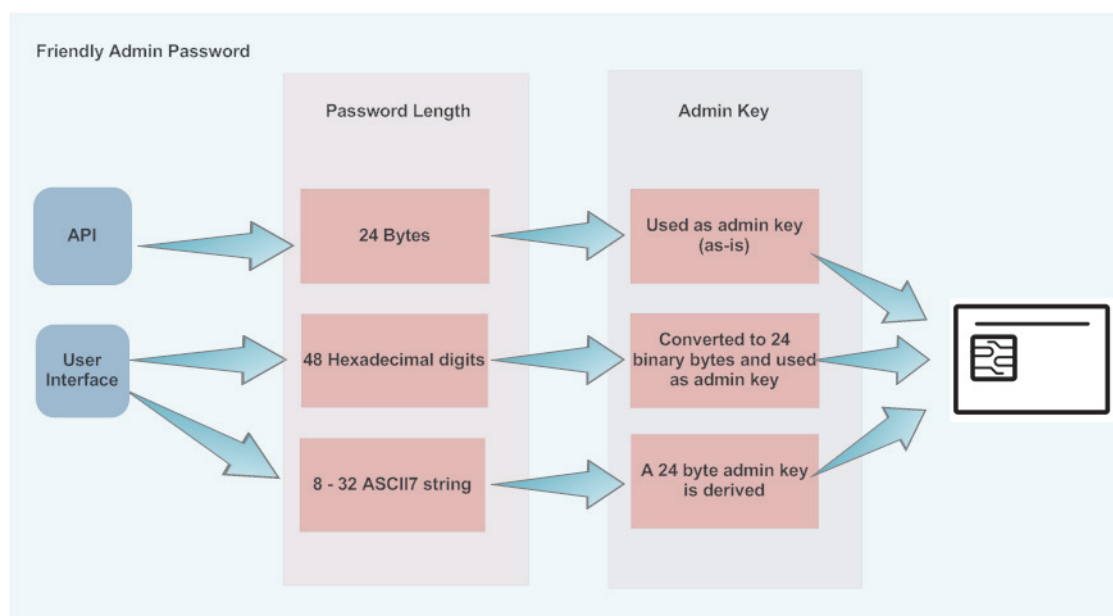 Friendly Admin Password
Password Length
Admin Key
API
24 Bytes
Used as admin key
(as-is)
User
Interface
48 Hexadecimal digits
Converted to 24
binary bytes and used
as admin key
8 - 32 ASCII7 string
A 24 byte admin key
is derived